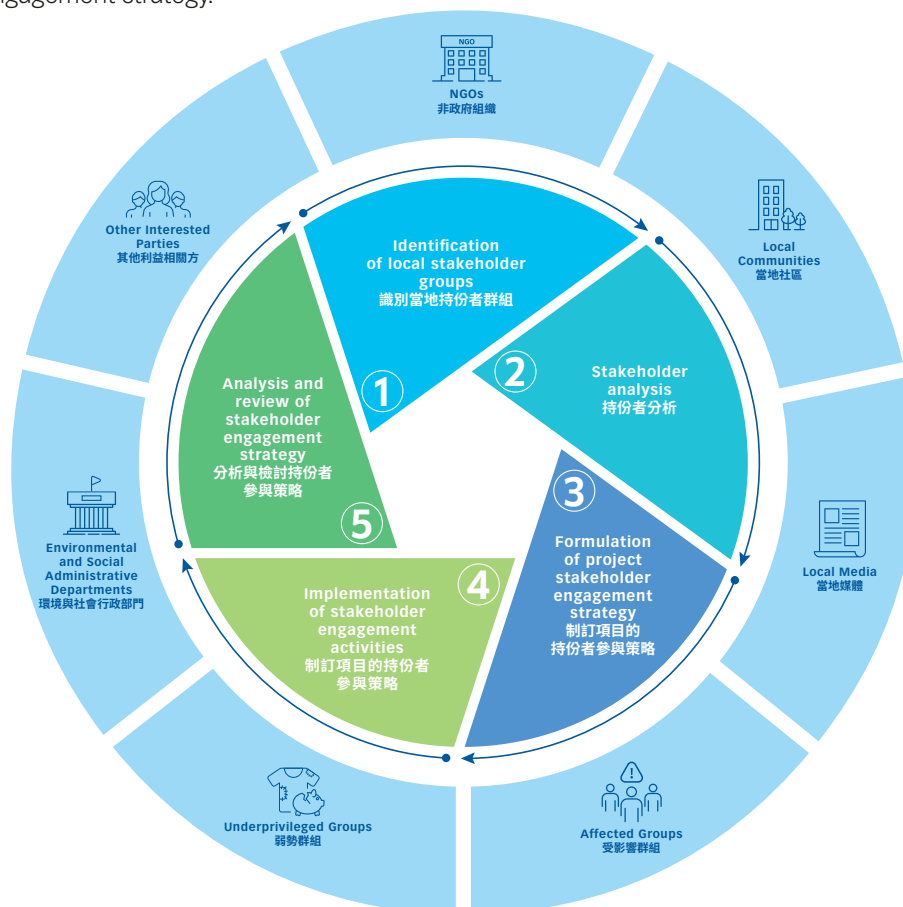 ngagement strategy.
NGO
NGOs
非政府組織
Local
Communities
當地社區
Local Media
當地媒體
Affected Groups
受影響群組
Underprivileged Groups
弱勢群組
Environmental
and Social
Administrative
Departments
環境與社會行政部門
Other Interested
Parties
其他利益相關方
Identification
of local stakeholder
groups
識別當地持份者群組
1
2
Stakeholder
analysis
持份者分析
3
Formulation
of project
stakeholder
engagement
strategy
制訂項目的
持份者參與策略
4
Implementation
of stakeholder
engagement
activities
制訂項目的持份者
參與策略
Analysis and
review of
stakeholder
engagement
strategy
分析與檢討持份者
參與策略
5